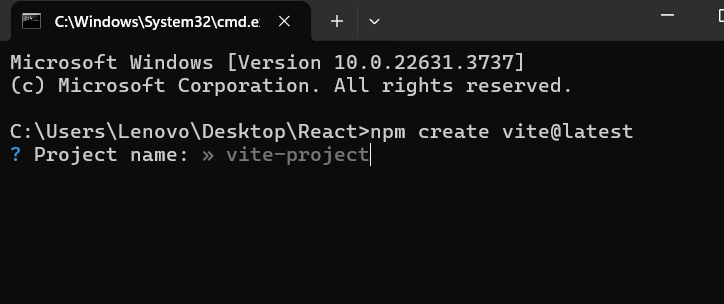 C:\Windows\System32\cmd.e
Microsoft Windows [Version 10.0.22631.3737]
(c) Microsoft Corporation. All rights reserved.
C:\Users\Lenovo\Desktop\React>npm create vite@latest
? Project name: » vite-project